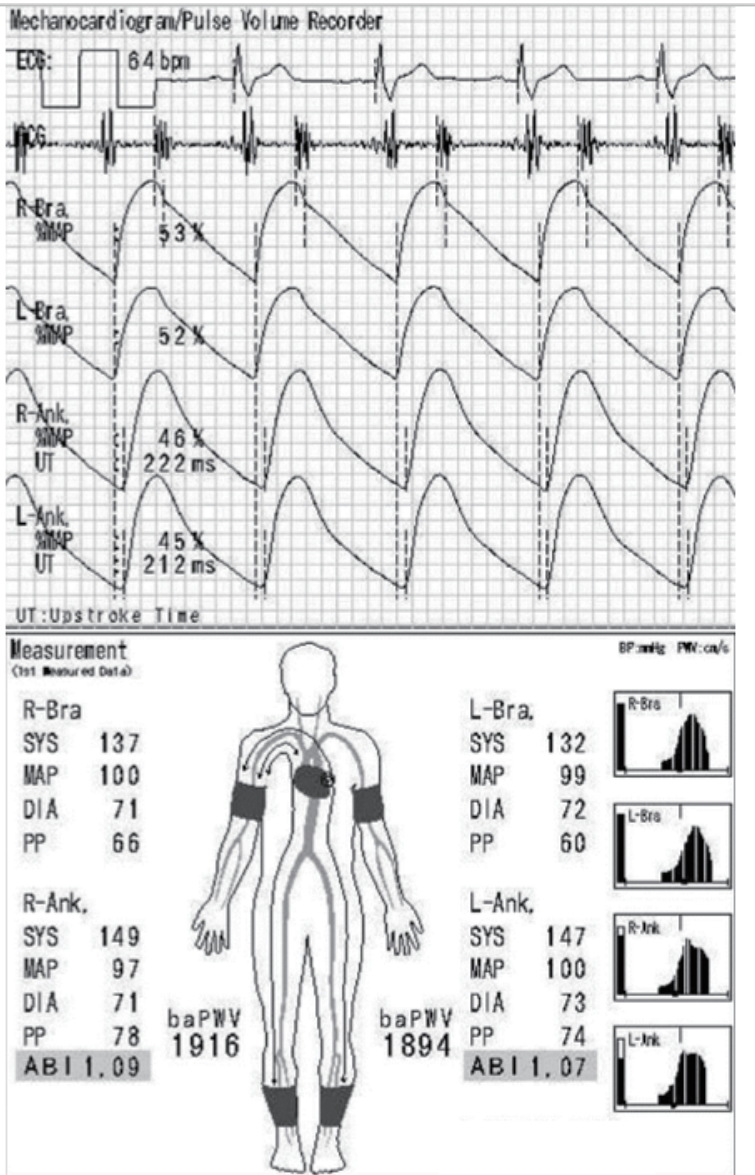 Mechanocardiogram/Pulse Volume Recorder
ECG: 64 bpm
PCG
R-Bra.
%MAP 53 %
L-Bra.
%MAP 52 %
R-Ank.
%MAP 46 %
UT 222 ms
L-Ank.
%MAP 45 %
UT 212 ms
UT:Upstroke Time
Measurement
(1st Measured Data)
BP:mmHg PWV:cm/s
R-Bra
SYS 137
MAP 100
DIA 71
PP 66
L-Bra.
SYS 132
MAP 99
DIA 72
PP 60
R-Ank.
SYS 149
MAP 97
DIA 71
PP 78
ABI 1.09
baPWV
1916
baPWV
1894
L-Ank.
SYS 147
MAP 100
DIA 73
PP 74
ABI 1.07
R-Bra
L-Bra
R-Ank
L-Ank